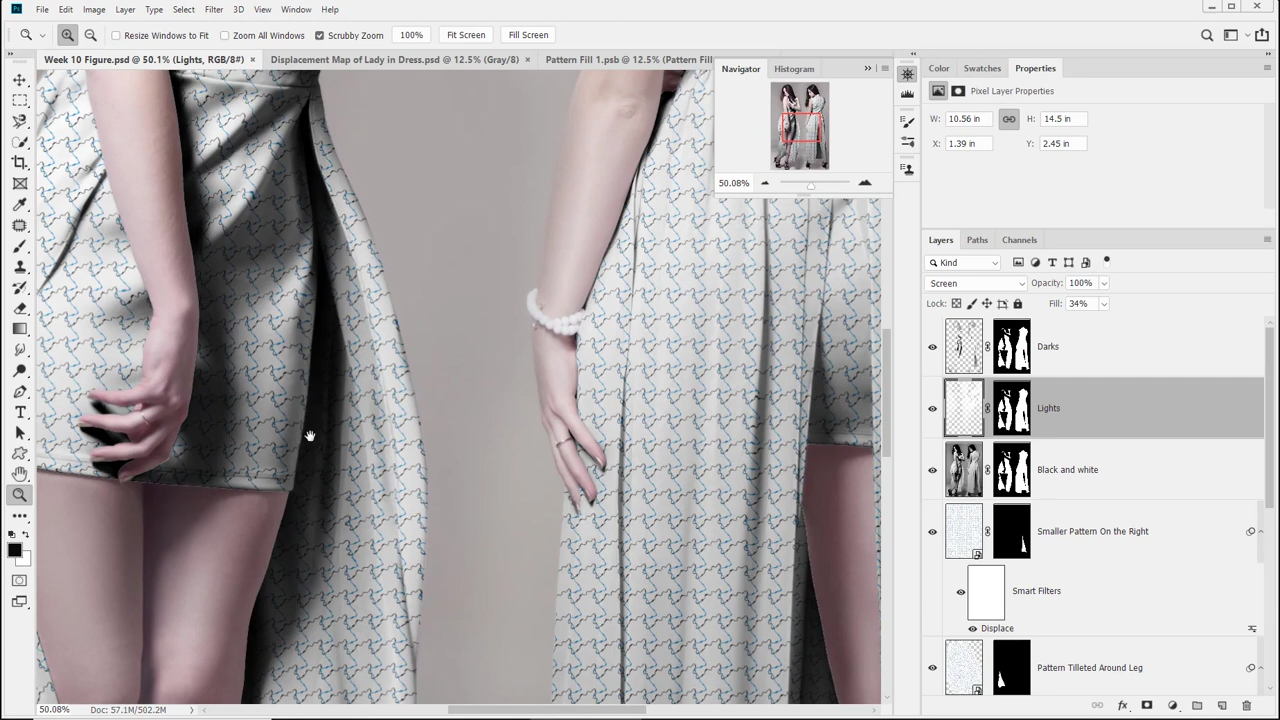 Ps File Edit Image Layer Type Select Filter 3D View Window Help
Resize Windows to Fit Zoom All Windows Scrubby Zoom 100% Fit Screen Fill Screen
Week 10 Figure.psd @ 50.1% (Lights, RGB/8#) × Displacement Map of Lady in Dress.psd @ 12.5% (Gray/8) × Pattern Fill 1.psb @ 12.5% (Pattern Fill
Navigator Histogram
50.08%
Color Swatches Properties
Pixel Layer Properties
W: 10.56 in H: 14.5 in
X: 1.39 in Y: 2.45 in
Layers Paths Channels
Kind
Screen Opacity: 100%
Lock: Fill: 34%
Darks
Lights
Black and white
Smaller Pattern On the Right
Smart Filters
Displace
Pattern Tilleted Around Leg
50.08% Doc: 57.1M/502.2M